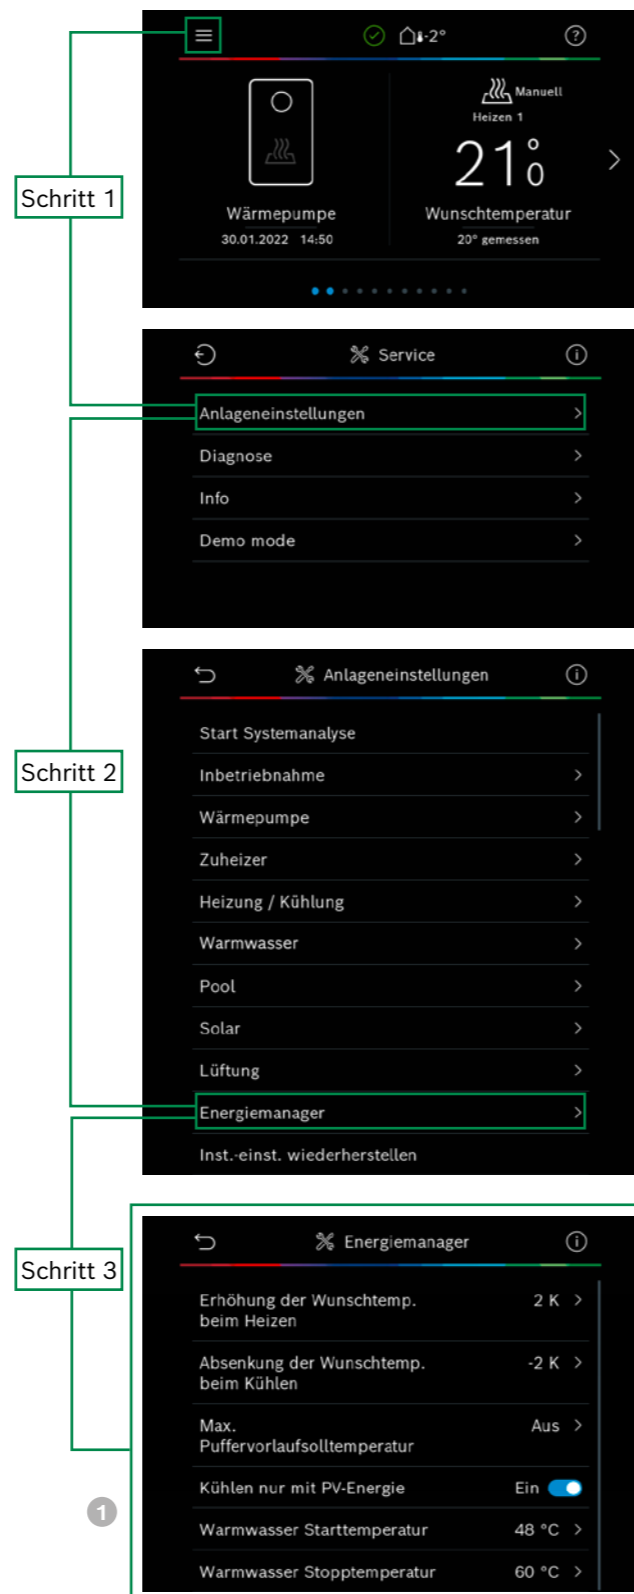 -2°
?
Manuell
Heizen 1
21°0
Schritt 1
Wärmepumpe
Wunschtemperatur
30.01.2022 14:50
20° gemessen
Service
i
Anlageneinstellungen
Diagnose
Info
Demo mode
Anlageneinstellungen
i
Start Systemanalyse
Inbetriebnahme
Schritt 2
Wärmepumpe
Zuheizer
Heizung / Kühlung
Warmwasser
Pool
Solar
Lüftung
Energiemanager
Inst.-einst. wiederherstellen
Energiemanager
i
Schritt 3
Erhöhung der Wunschtemp.
beim Heizen
2 K
Absenkung der Wunschtemp.
beim Kühlen
-2 K
Max.
Puffervorlaufsolltemperatur
Aus
Kühlen nur mit PV-Energie
Ein
1
Warmwasser Starttemperatur
48 °C
Warmwasser Stopptemperatur
60 °C